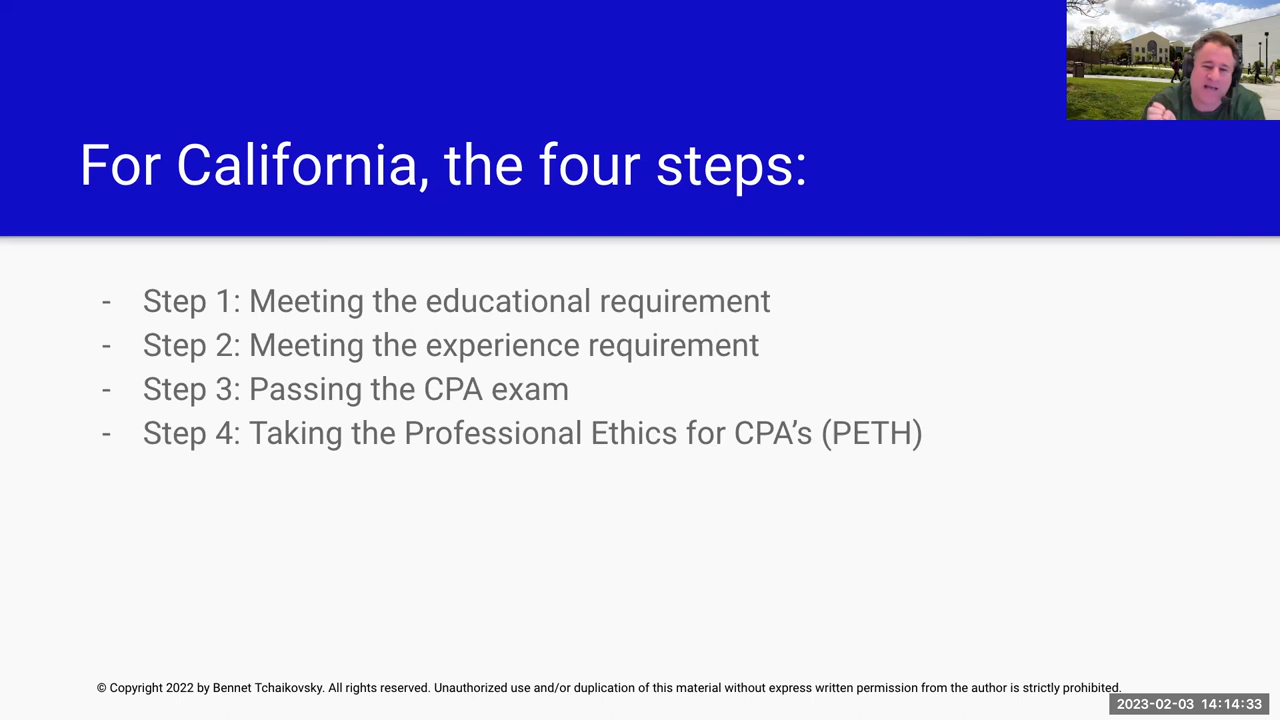 For California, the four steps:
- Step 1: Meeting the educational requirement
- Step 2: Meeting the experience requirement
- Step 3: Passing the CPA exam
- Step 4: Taking the Professional Ethics for CPA’s (PETH)
© Copyright 2022 by Bennet Tchaikovsky. All rights reserved. Unauthorized use and/or duplication of this material without express written permission from the author is strictly prohibited.
2023-02-03 14:14:33